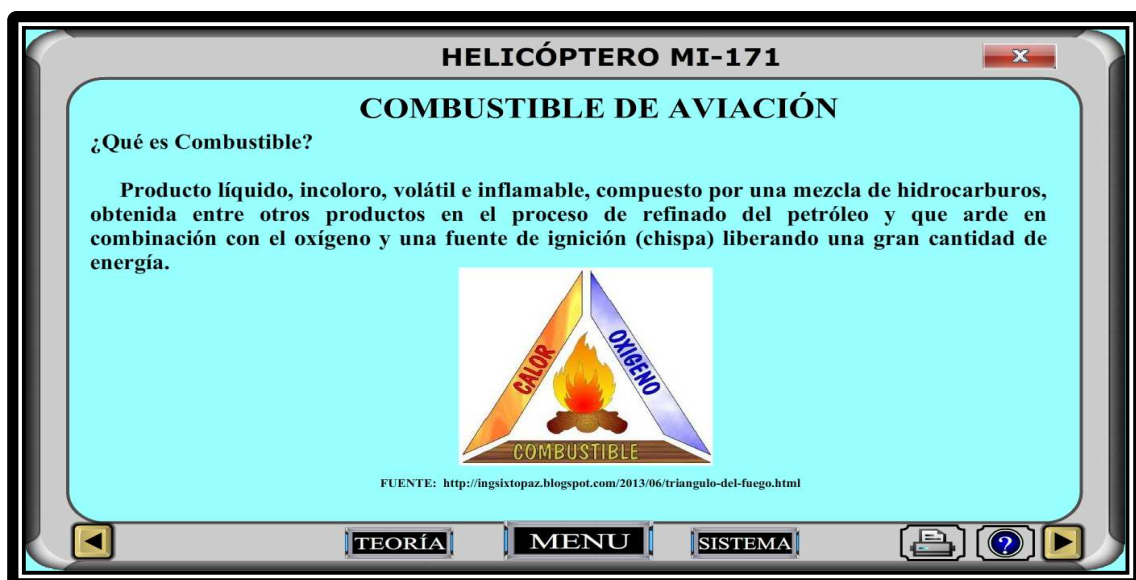 HELICÓPTERO MI-171
X
COMBUSTIBLE DE AVIACIÓN
¿Qué es Combustible?
Producto líquido, incoloro, volátil e inflamable, compuesto por una mezcla de hidrocarburos,
obtenida entre otros productos en el proceso de refinado del petróleo y que arde en
combinación con el oxígeno y una fuente de ignición (chispa) liberando una gran cantidad de
energía.
CALOR
OXIGENO
COMBUSTIBLE
FUENTE: http://ingsixtopaz.blogspot.com/2013/06/triangulo-del-fuego.html
TEORÍA
MENU
SISTEMA
?